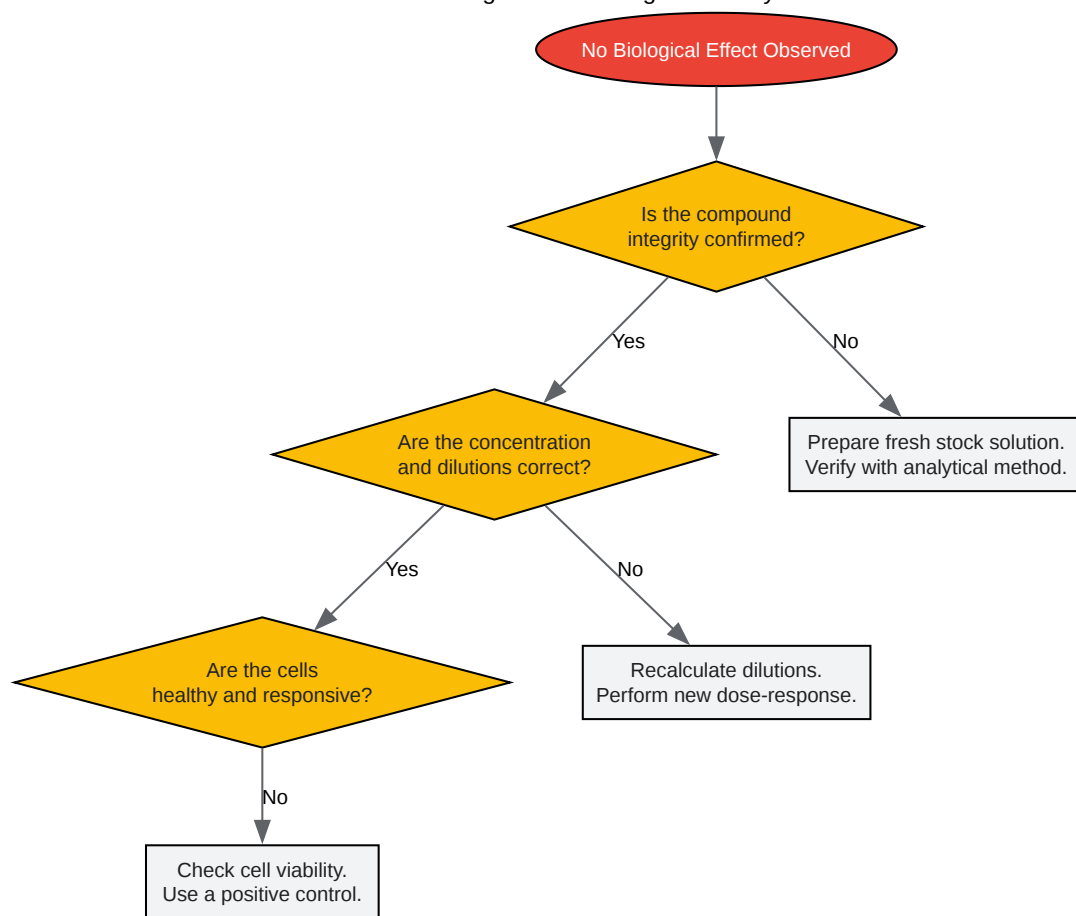 No Biological Effect Observed
Is the compound
integrity confirmed?
Yes
No
Are the concentration
and dilutions correct?
Prepare fresh stock solution.
Verify with analytical method.
Yes
No
Are the cells
healthy and responsive?
Recalculate dilutions.
Perform new dose-response.
No
Check cell viability.
Use a positive control.